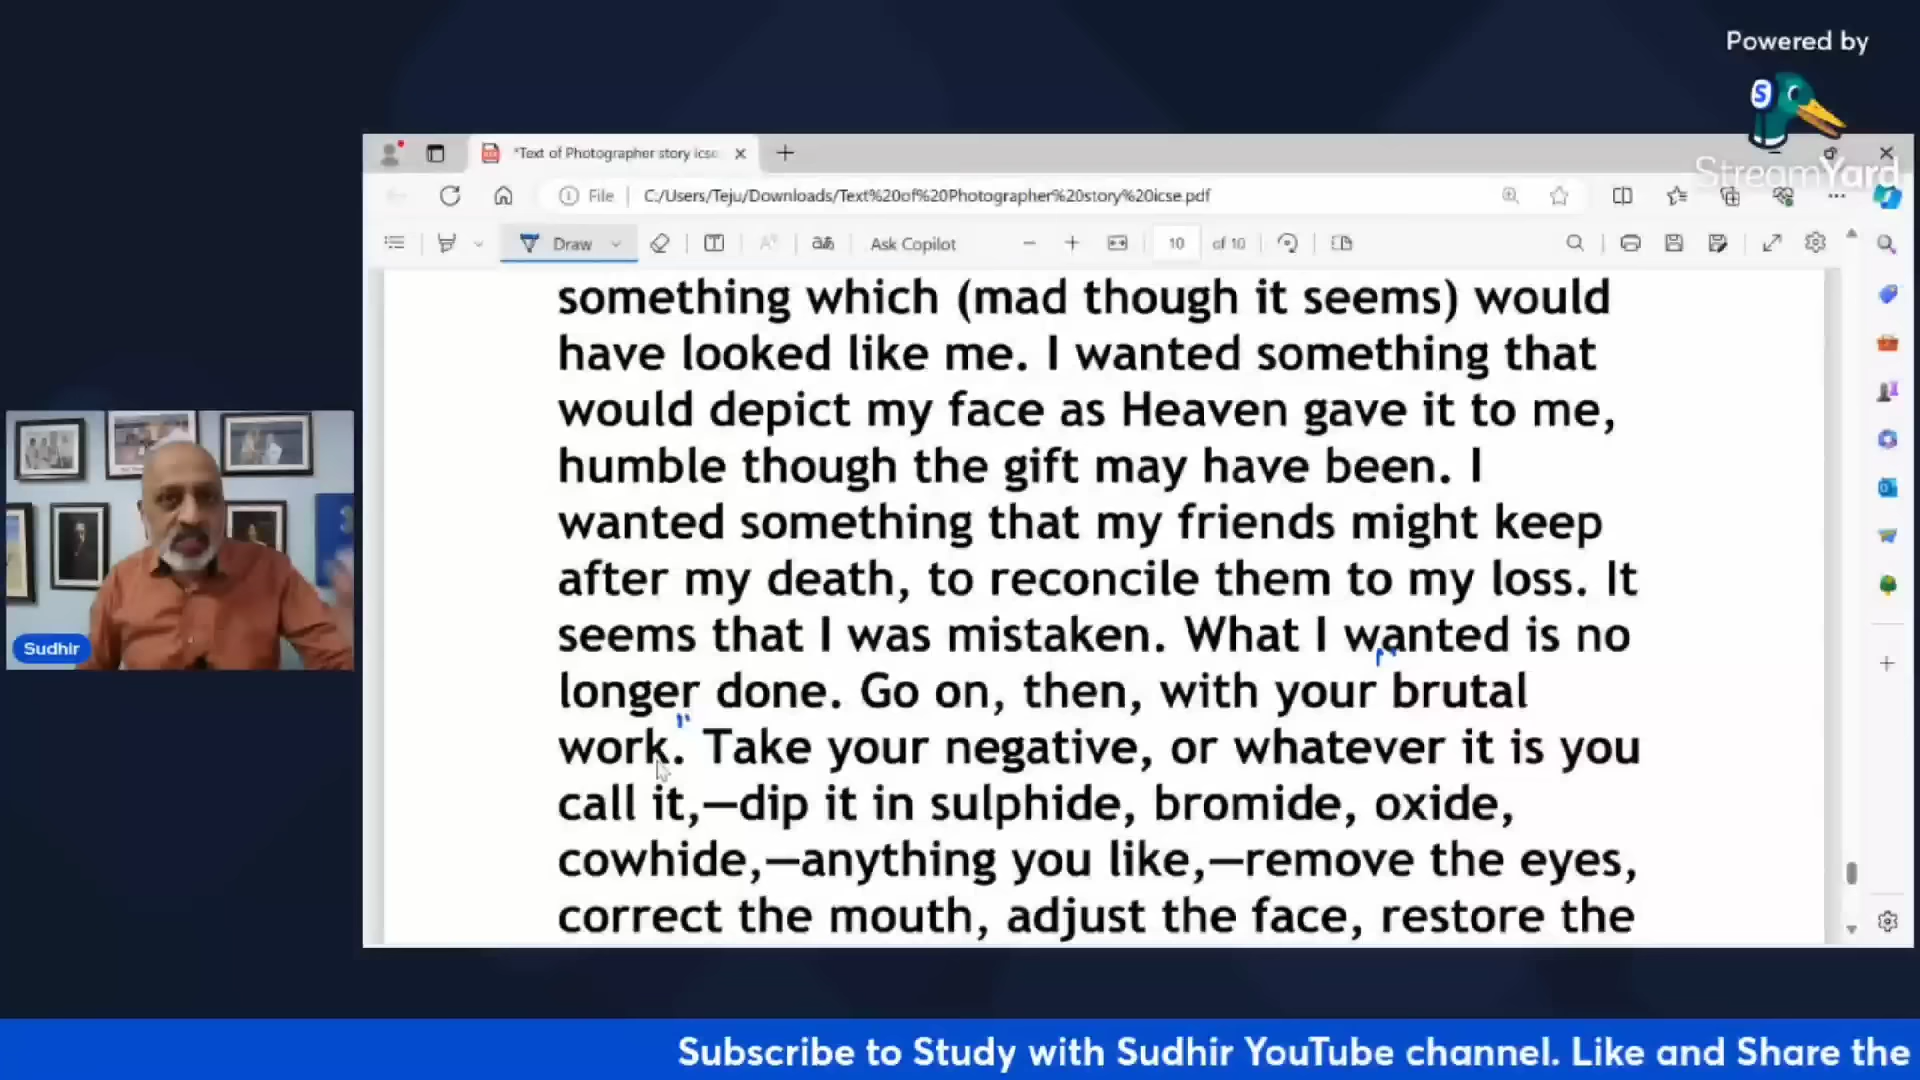 Powered by
S
StreamYard
*Text of Photographer story icse
File
C:/Users/Teju/Downloads/Text%20of%20Photographer%20story%20icse.pdf
Draw
aあ
Ask Copilot
10
of 10
something which (mad though it seems) would
have looked like me. I wanted something that
would depict my face as Heaven gave it to me,
humble though the gift may have been. I
wanted something that my friends might keep
after my death, to reconcile them to my loss. It
seems that I was mistaken. What I wanted is no
longer done. Go on, then, with your brutal
work. Take your negative, or whatever it is you
call it,—dip it in sulphide, bromide, oxide,
cowhide,—anything you like,—remove the eyes,
correct the mouth, adjust the face, restore the
Sudhir
Subscribe to Study with Sudhir YouTube channel. Like and Share the